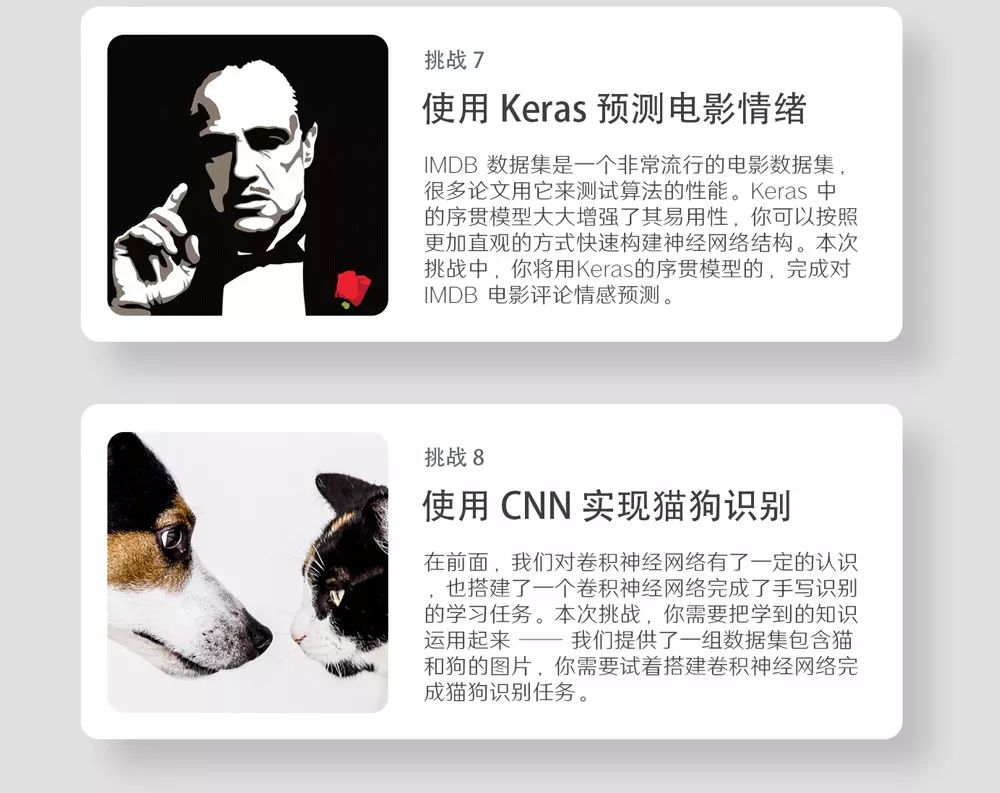 挑战 7
使用 Keras 预测电影情绪
IMDB 数据集是一个非常流行的电影数据集，
很多论文用它来测试算法的性能。Keras 中
的序贯模型大大增强了其易用性，你可以按照
更加直观的方式快速构建神经网络结构。本次
挑战中，你将用Keras的序贯模型的，完成对
IMDB 电影评论情感预测。
挑战 8
使用 CNN 实现猫狗识别
在前面，我们对卷积神经网络有了一定的认识
，也搭建了一个卷积神经网络完成了手写识别
的学习任务。本次挑战，你需要把学到的知识
运用起来 —— 我们提供了一组数据集包含猫
和狗的图片，你需要试着搭建卷积神经网络完
成猫狗识别任务。